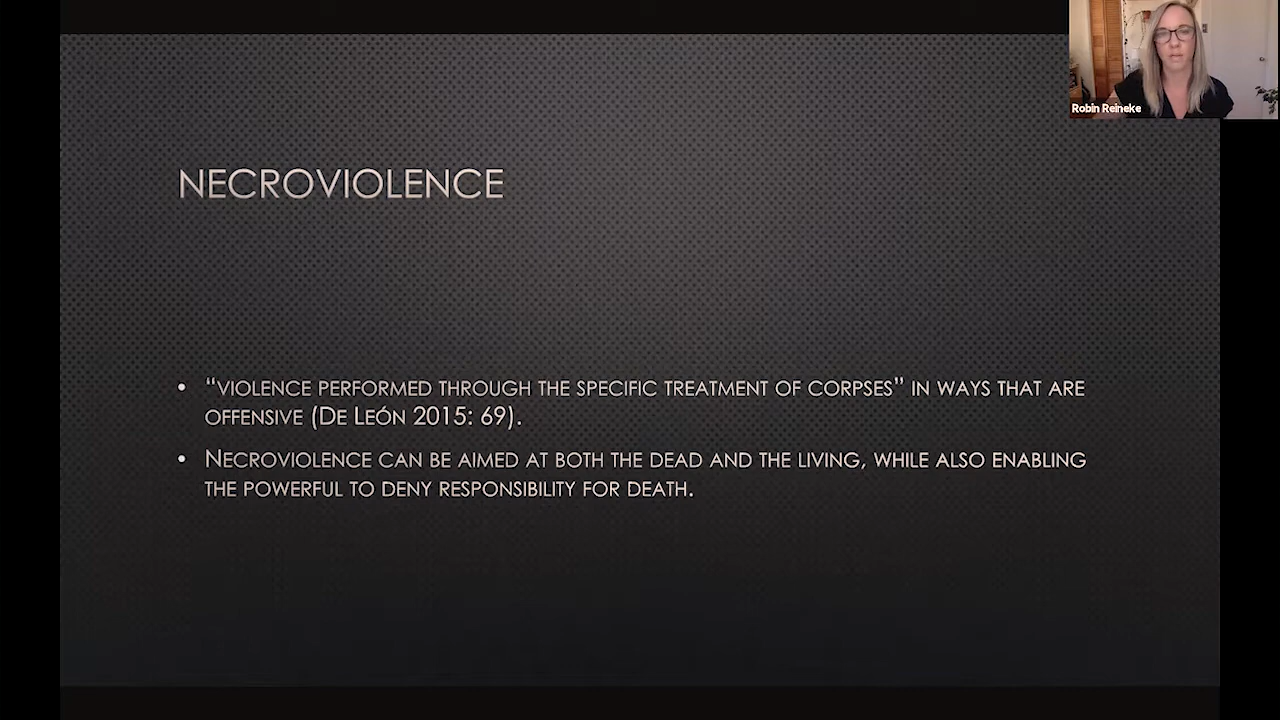 Robin Reineke
NECROVIOLENCE
• “VIOLENCE PERFORMED THROUGH THE SPECIFIC TREATMENT OF CORPSES” IN WAYS THAT ARE
OFFENSIVE (DE LEÓN 2015: 69).
• NECROVIOLENCE CAN BE AIMED AT BOTH THE DEAD AND THE LIVING, WHILE ALSO ENABLING
THE POWERFUL TO DENY RESPONSIBILITY FOR DEATH.